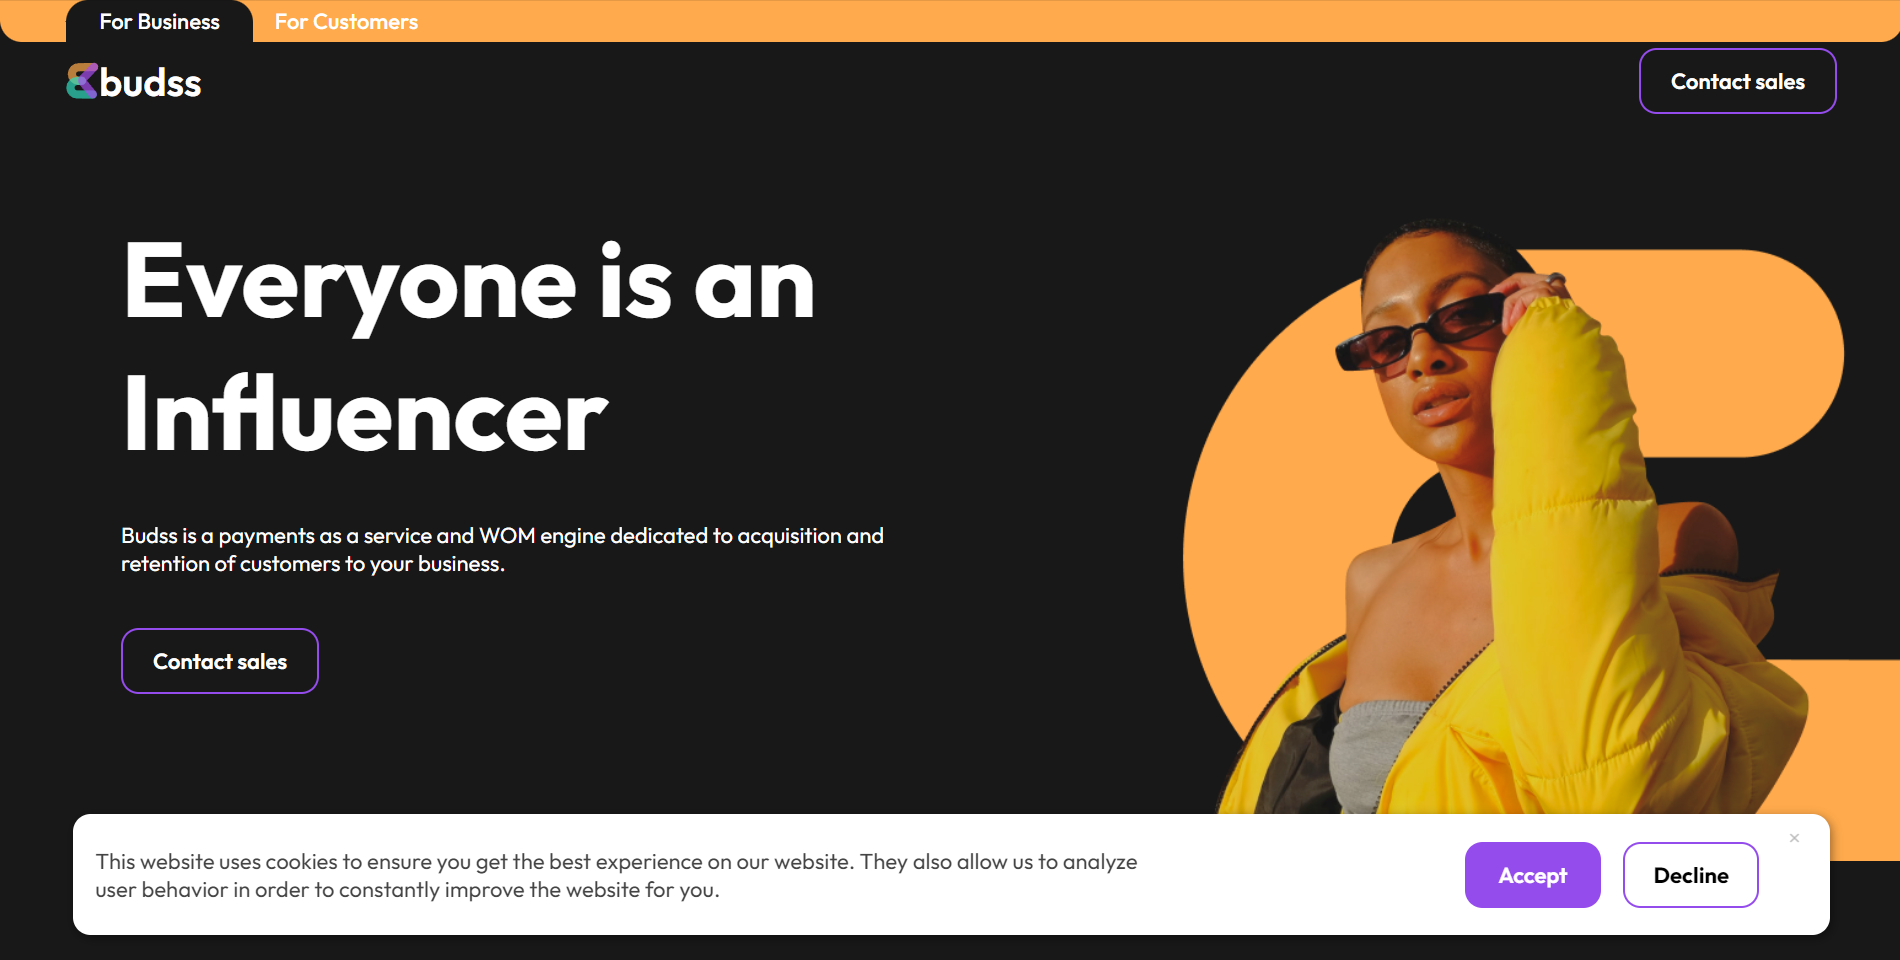 For Business
For Customers
budss
Contact sales
Everyone is an
Influencer
Budss is a payments as a service and WOM engine dedicated to acquisition and
retention of customers to your business.
Contact sales
This website uses cookies to ensure you get the best experience on our website. They also allow us to analyze
user behavior in order to constantly improve the website for you.
Accept
Decline
×